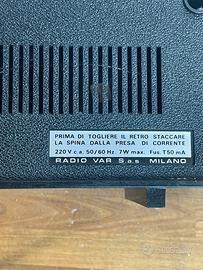 PRIMA DI TOGLIERE IL RETRO STACCARE
LA SPINA DALLA PRESA DI CORRENTE
220 V c.a. 50/60 Hz. 7W max. Fus. T 50 mA
RADIO VAR S.a.s MILANO